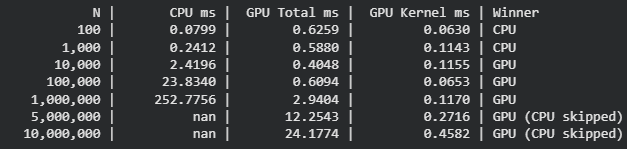 N | CPU ms | GPU Total ms | GPU Kernel ms | Winner
100 | 0.0799 | 0.6259 | 0.0630 | CPU
1,000 | 0.2412 | 0.5880 | 0.1143 | CPU
10,000 | 2.4196 | 0.4048 | 0.1155 | GPU
100,000 | 23.8340 | 0.6094 | 0.0653 | GPU
1,000,000 | 252.7756 | 2.9404 | 0.1170 | GPU
5,000,000 | nan | 12.2543 | 0.2716 | GPU (CPU skipped)
10,000,000 | nan | 24.1774 | 0.4582 | GPU (CPU skipped)